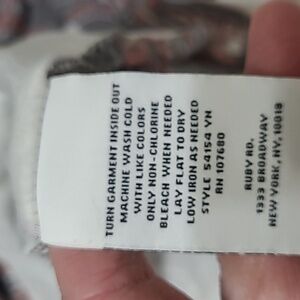 TURN GARMENT INSIDE OUT
MACHINE WASH COLD
WITH LIKE COLORS
ONLY NON-CHLORINE
BLEACH WHEN NEEDED
LAY FLAT TO DRY
LOW IRON AS NEEDED
STYLE 54154 VN
RN 107680
RUBY RD.
1333 BROADWAY
NEW YORK, NY, 10018